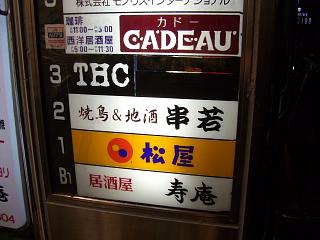 株式会社 モノリスインターナショナル
珈琲
西洋居酒屋
カドー
CADEAU
3 THC
2 焼鳥&地酒 串若
1 松屋
B1 居酒屋 寿庵